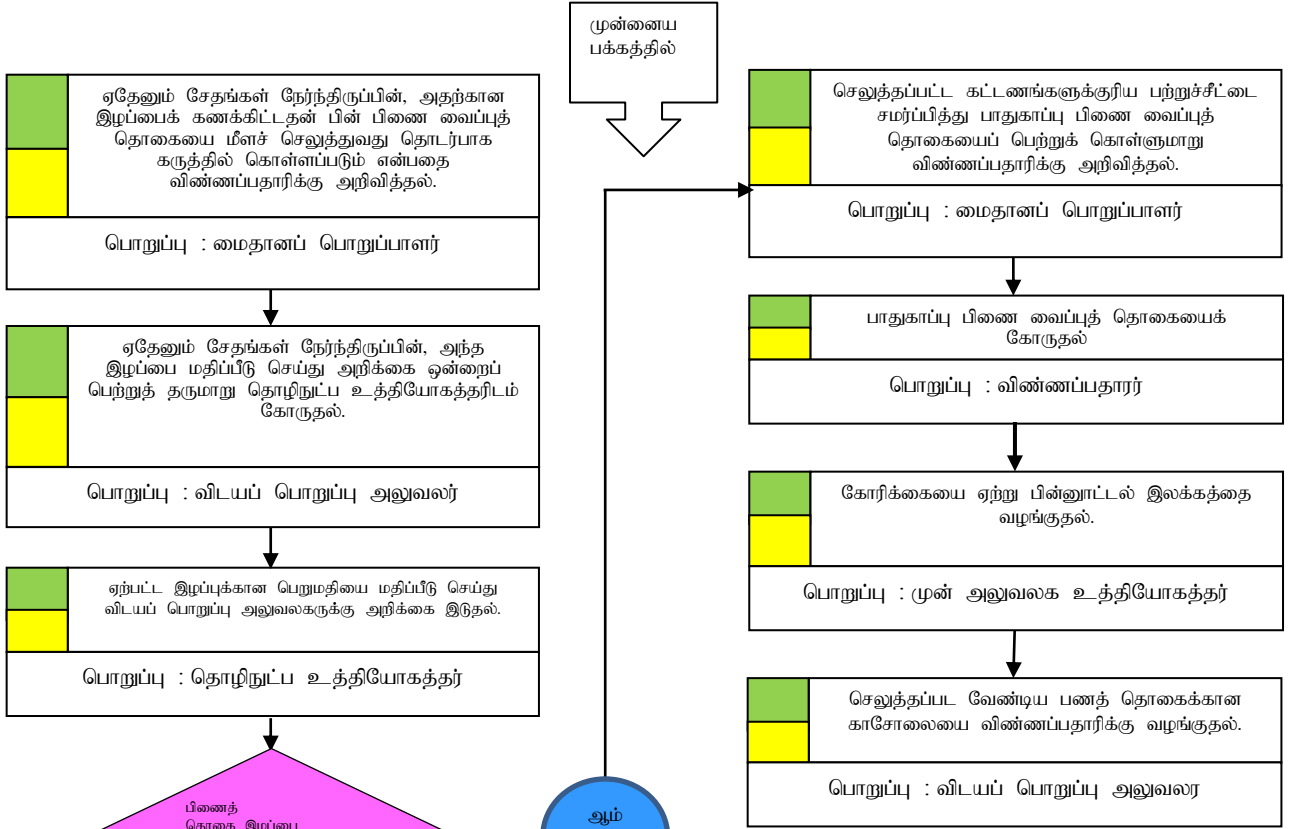 முன்னைய
பக்கத்தில்
ஏதேனும் சேதங்கள் நேர்ந்திருப்பின், அதற்கான
இழப்பைக் கணக்கிட்டதன் பின் பிணை வைப்புத்
தொகையை மீளச் செலுத்துவது தொடர்பாக
கருத்தில் கொள்ளப்படும் என்பதை
விண்ணப்பதாரிக்கு அறிவித்தல்.
பொறுப்பு : மைதானப் பொறுப்பாளர்
ஏதேனும் சேதங்கள் நேர்ந்திருப்பின், அந்த
இழப்பை மதிப்பீடு செய்து அறிக்கை ஒன்றைப்
பெற்றுத் தருமாறு தொழிநுட்ப உத்தியோகத்தரிடம்
கோருதல்.
பொறுப்பு : விடயப் பொறுப்பு அலுவலர்
ஏற்பட்ட இழப்புக்கான பெறுமதியை மதிப்பீடு செய்து
விடயப் பொறுப்பு அலுவலகருக்கு அறிக்கை இடுதல்.
பொறுப்பு : தொழிநுட்ப உத்தியோகத்தர்
பிணைத்
தொகை இழப்பை
ஆம்
செலுத்தப்பட்ட கட்டணங்களுக்குரிய பற்றுச்சீட்டை
சமர்ப்பித்து பாதுகாப்பு பிணை வைப்புத்
தொகையைப் பெற்றுக் கொள்ளுமாறு
விண்ணப்பதாரிக்கு அறிவித்தல்.
பொறுப்பு : மைதானப் பொறுப்பாளர்
பாதுகாப்பு பிணை வைப்புத் தொகையைக்
கோருதல்
பொறுப்பு : விண்ணப்பதாரர்
கோரிக்கையை ஏற்று பின்னூட்டல் இலக்கத்தை
வழங்குதல்.
பொறுப்பு : முன் அலுவலக உத்தியோகத்தர்
செலுத்தப்பட வேண்டிய பணத் தொகைக்கான
காசோலையை விண்ணப்பதாரிக்கு வழங்குதல்.
பொறுப்பு : விடயப் பொறுப்பு அலுவலர